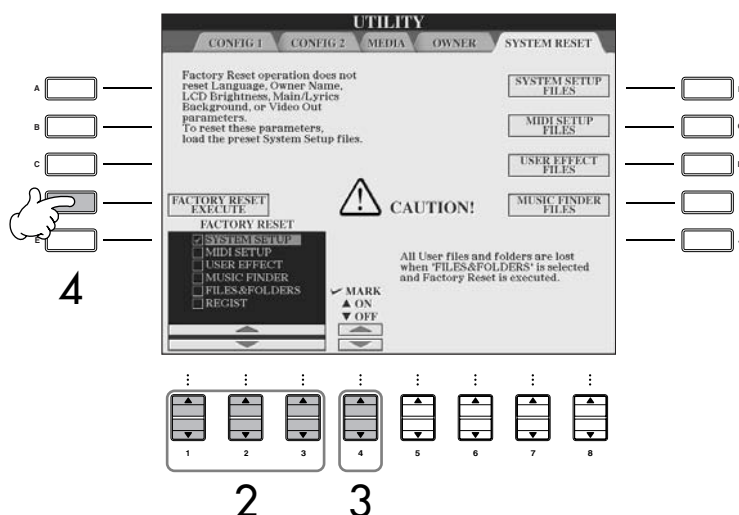 UTILITY
CONFIG 1 CONFIG 2 MEDIA OWNER SYSTEM RESET
Factory Reset operation does not
reset Language, Owner Name,
LCD Brightness, Main/Lyrics
Background, or Video Out
parameters.
To reset these parameters,
load the preset System Setup files.
SYSTEM SETUP
FILES
MIDI SETUP
FILES
USER EFFECT
FILES
MUSIC FINDER
FILES
A
B
C
E
4
FACTORY RESET
EXECUTE
CAUTION!
FACTORY RESET
SYSTEM SETUP
MIDI SETUP
USER EFFECT
MUSIC FINDER
FILES&FOLDERS
REGIST
MARK
▲ ON
▼ OFF
All User files and folders are lost
when "FILES&FOLDERS" is selected
and Factory Reset is executed.
1 2 3 4 5 6 7 8
2 3